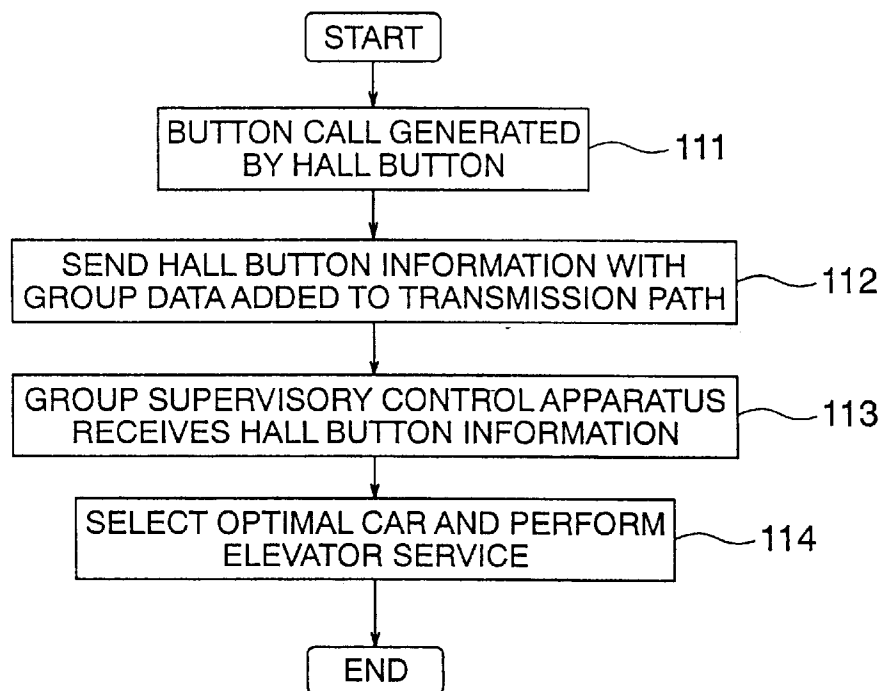 START
BUTTON CALL GENERATED
BY HALL BUTTON
111
SEND HALL BUTTON INFORMATION WITH
GROUP DATA ADDED TO TRANSMISSION PATH
112
GROUP SUPERVISORY CONTROL APPARATUS
RECEIVES HALL BUTTON INFORMATION
113
SELECT OPTIMAL CAR AND PERFORM
ELEVATOR SERVICE
114
END